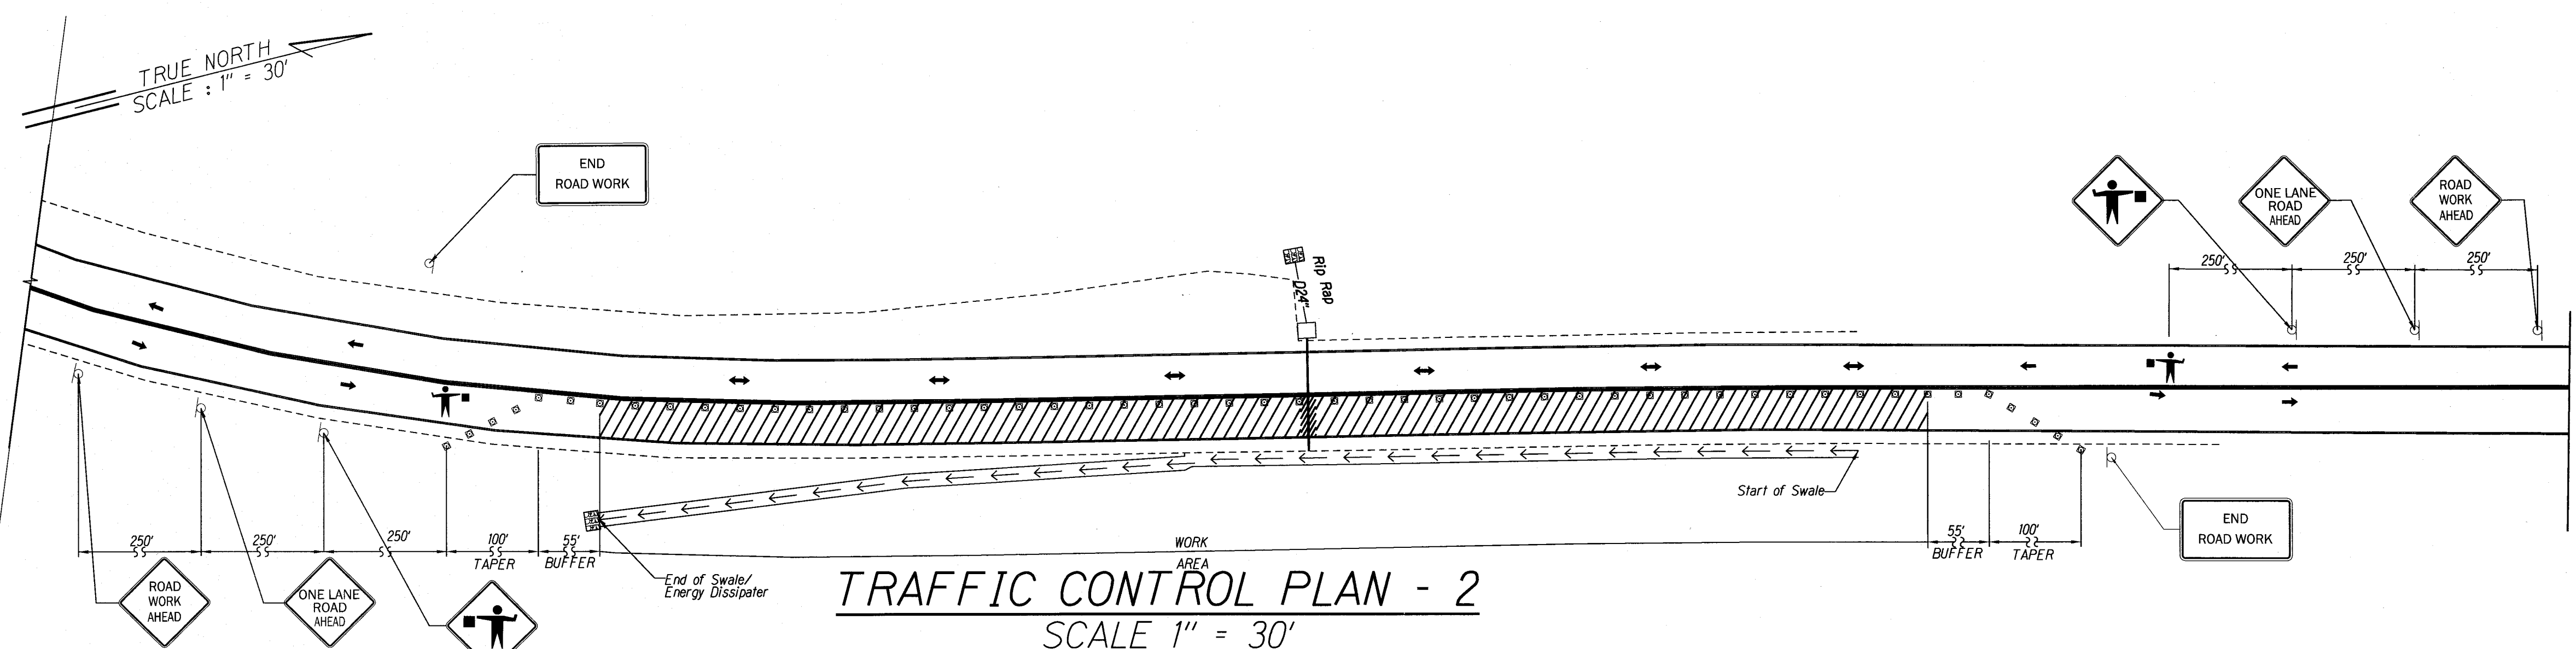 TRUE NORTH
SCALE : 1" = 30'
END
ROAD WORK
Rip Rap
D24"
ONE LANE
ROAD
AHEAD
ROAD
WORK
AHEAD
250'
250'
250'
Start of Swale
END
ROAD WORK
250'
250'
250'
100'
TAPER
55'
BUFFER
WORK
AREA
55'
BUFFER
100'
TAPER
ROAD
WORK
AHEAD
ONE LANE
ROAD
AHEAD
End of Swale/
Energy Dissipater
TRAFFIC CONTROL PLAN - 2
SCALE 1" = 30'